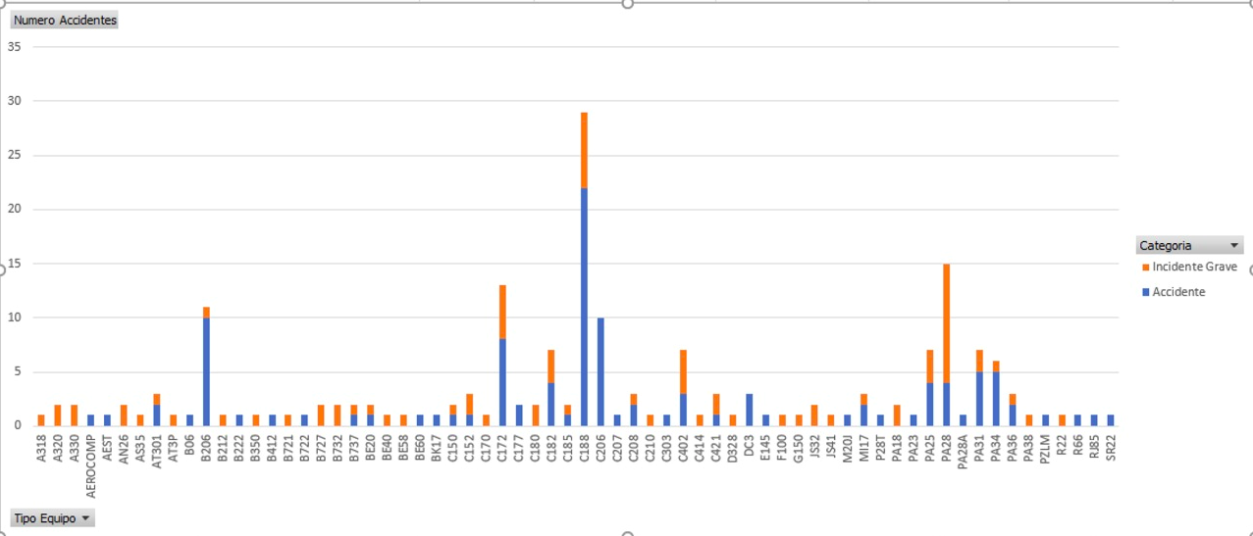 Numero Accidentes
35
30
25
20
15
10
5
0
A318 A320 A330 AEROCOMP AEST AN26 AS35 AT301 AT3P B06 B206 B212 B222 B350 B412 B721 B722 B727 B732 B737 BE20 BE40 BE58 BE60 BK17 C150 C152 C170 C172 C177 C180 C182 C185 C188 C206 C207 C208 C210 C303 C402 C414 C421 D328 DC3 E145 F100 G150 JS32 JS41 M20J MI17 P28T PA18 PA23 PA25 PA28 PA28A PA31 PA34 PA36 PA38 PZLM R22 R66 RJ85 SR22
Categoria
Incidente Grave
Accidente
Tipo Equipo